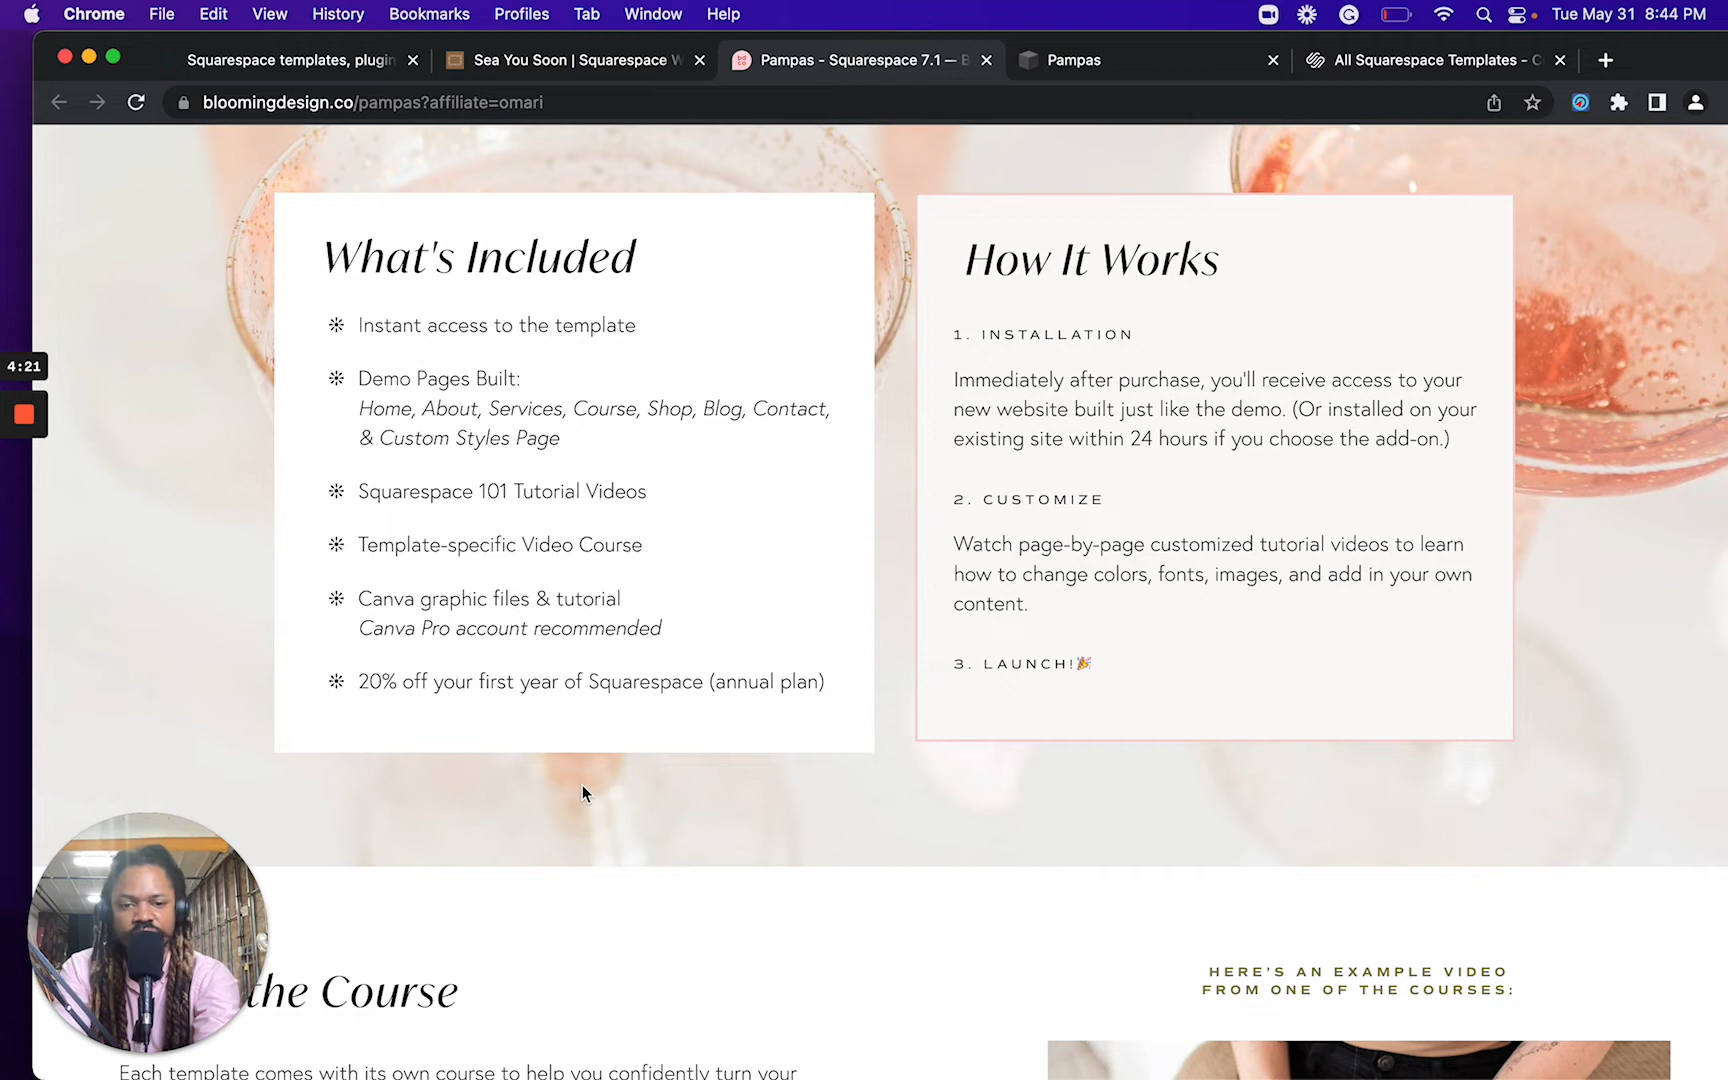 Chrome File Edit View History Bookmarks Profiles Tab Window Help Tue May 31 8:44 PM
Squarespace templates, plugin Sea You Soon | Squarespace W Pampas - Squarespace 7.1 — B Pampas All Squarespace Templates - C
bloomingdesign.co/pampas?affiliate=omari
4:21
What's Included
Instant access to the template
Demo Pages Built:
Home, About, Services, Course, Shop, Blog, Contact,
& Custom Styles Page
Squarespace 101 Tutorial Videos
Template-specific Video Course
Canva graphic files & tutorial
Canva Pro account recommended
20% off your first year of Squarespace (annual plan)
How It Works
1. INSTALLATION
Immediately after purchase, you'll receive access to your
new website built just like the demo. (Or installed on your
existing site within 24 hours if you choose the add-on.)
2. CUSTOMIZE
Watch page-by-page customized tutorial videos to learn
how to change colors, fonts, images, and add in your own
content.
3. LAUNCH!🎉
the Course
Each template comes with its own course to help you confidently turn your
HERE'S AN EXAMPLE VIDEO
FROM ONE OF THE COURSES: